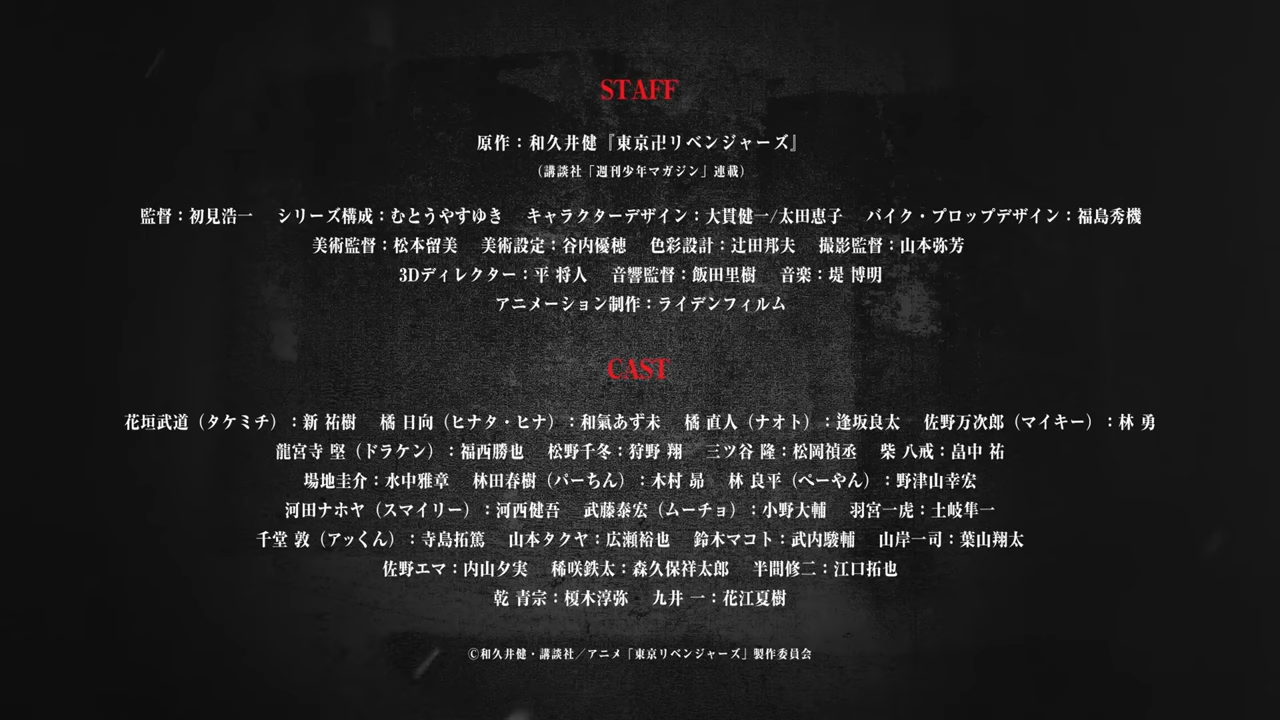 STAFF
原作：和久井健『東京卍リベンジャーズ』
（講談社「週刊少年マガジン」連載）
監督：初見浩一　シリーズ構成：むとうやすゆき　キャラクターデザイン：大貫健一/太田恵子　バイク・プロップデザイン：福島秀機
美術監督：松本留美　美術設定：谷内優穂　色彩設計：辻田邦夫　撮影監督：山本弥芳
3Dディレクター：平 将人　音響監督：飯田里樹　音楽：堤 博明
アニメーション制作：ライデンフィルム
CAST
花垣武道（タケミチ）：新 祐樹　橘 日向（ヒナタ・ヒナ）：和氣あず未　橘 直人（ナオト）：逢坂良太　佐野万次郎（マイキー）：林 勇
龍宮寺 堅（ドラケン）：福西勝也　松野千冬：狩野 翔　三ツ谷 隆：松岡禎丞　柴 八戒：畠中 祐
場地圭介：水中雅章　林田春樹（パーちん）：木村 昴　林 良平（ぺーやん）：野津山幸宏
河田ナホヤ（スマイリー）：河西健吾　武藤泰宏（ムーチョ）：小野大輔　羽宮一虎：土岐隼一
千堂 敦（アッくん）：寺島拓篤　山本タクヤ：広瀬裕也　鈴木マコト：武内駿輔　山岸一司：葉山翔太
佐野エマ：内山夕実　稀咲鉄太：森久保祥太郎　半間修二：江口拓也
乾 青宗：榎木淳弥　九井 一：花江夏樹
©和久井健・講談社／アニメ「東京リベンジャーズ」製作委員会